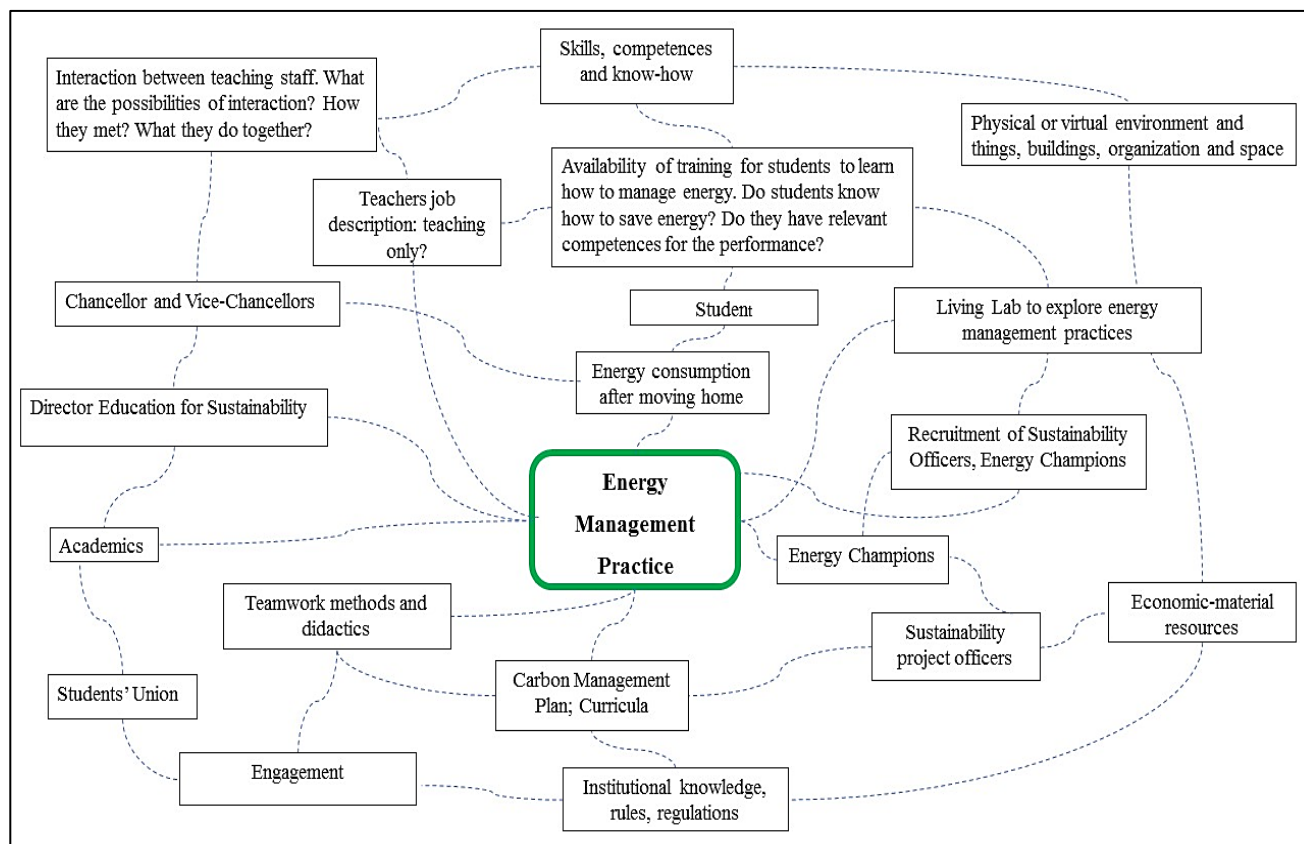 Skills, competences
and know-how
Interaction between teaching staff. What
are the possibilities of interaction? How
they met? What they do together?
Physical or virtual environment and
things, buildings, organization and space
Availability of training for students to learn
how to manage energy. Do students know
how to save energy? Do they have relevant
competences for the performance?
Teachers job
description: teaching
only?
Chancellor and Vice-Chancellors
Student
Living Lab to explore energy
management practices
Energy consumption
after moving home
Director Education for Sustainability
Recruitment of Sustainability
Officers, Energy Champions
Energy
Management
Practice
Academics
Energy Champions
Teamwork methods and
didactics
Economic-material
resources
Sustainability
project officers
Students’ Union
Carbon Management
Plan; Curricula
Engagement
Institutional knowledge,
rules, regulations